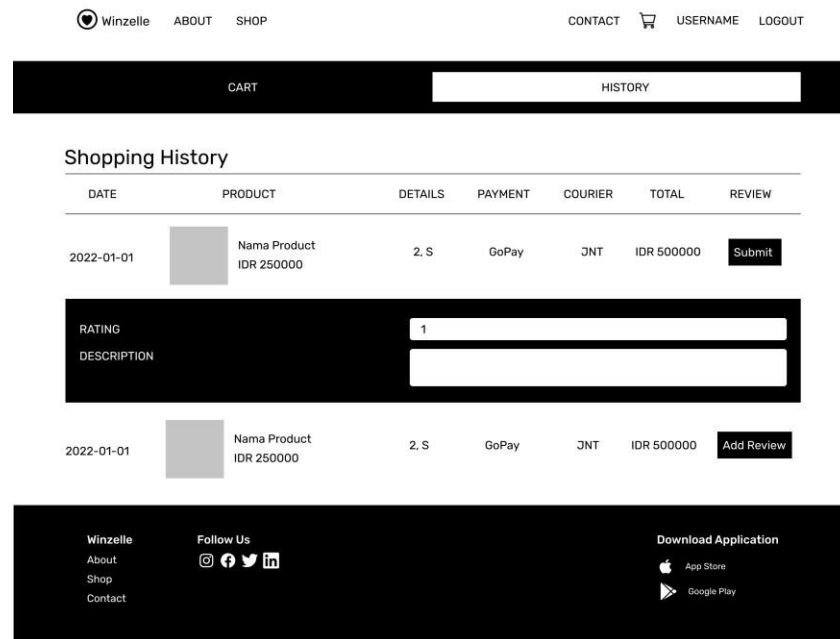 Winzelle ABOUT SHOP CONTACT USERNAME LOGOUT
CART HISTORY
Shopping History
DATE PRODUCT DETAILS PAYMENT COURIER TOTAL REVIEW
2022-01-01 Nama Product 2, S GoPay JNT IDR 500000 Submit
IDR 250000
RATING 1
DESCRIPTION
2022-01-01 Nama Product 2, S GoPay JNT IDR 500000 Add Review
IDR 250000
Winzelle Follow Us Download Application
About
App Store
Shop
Google Play
Contact